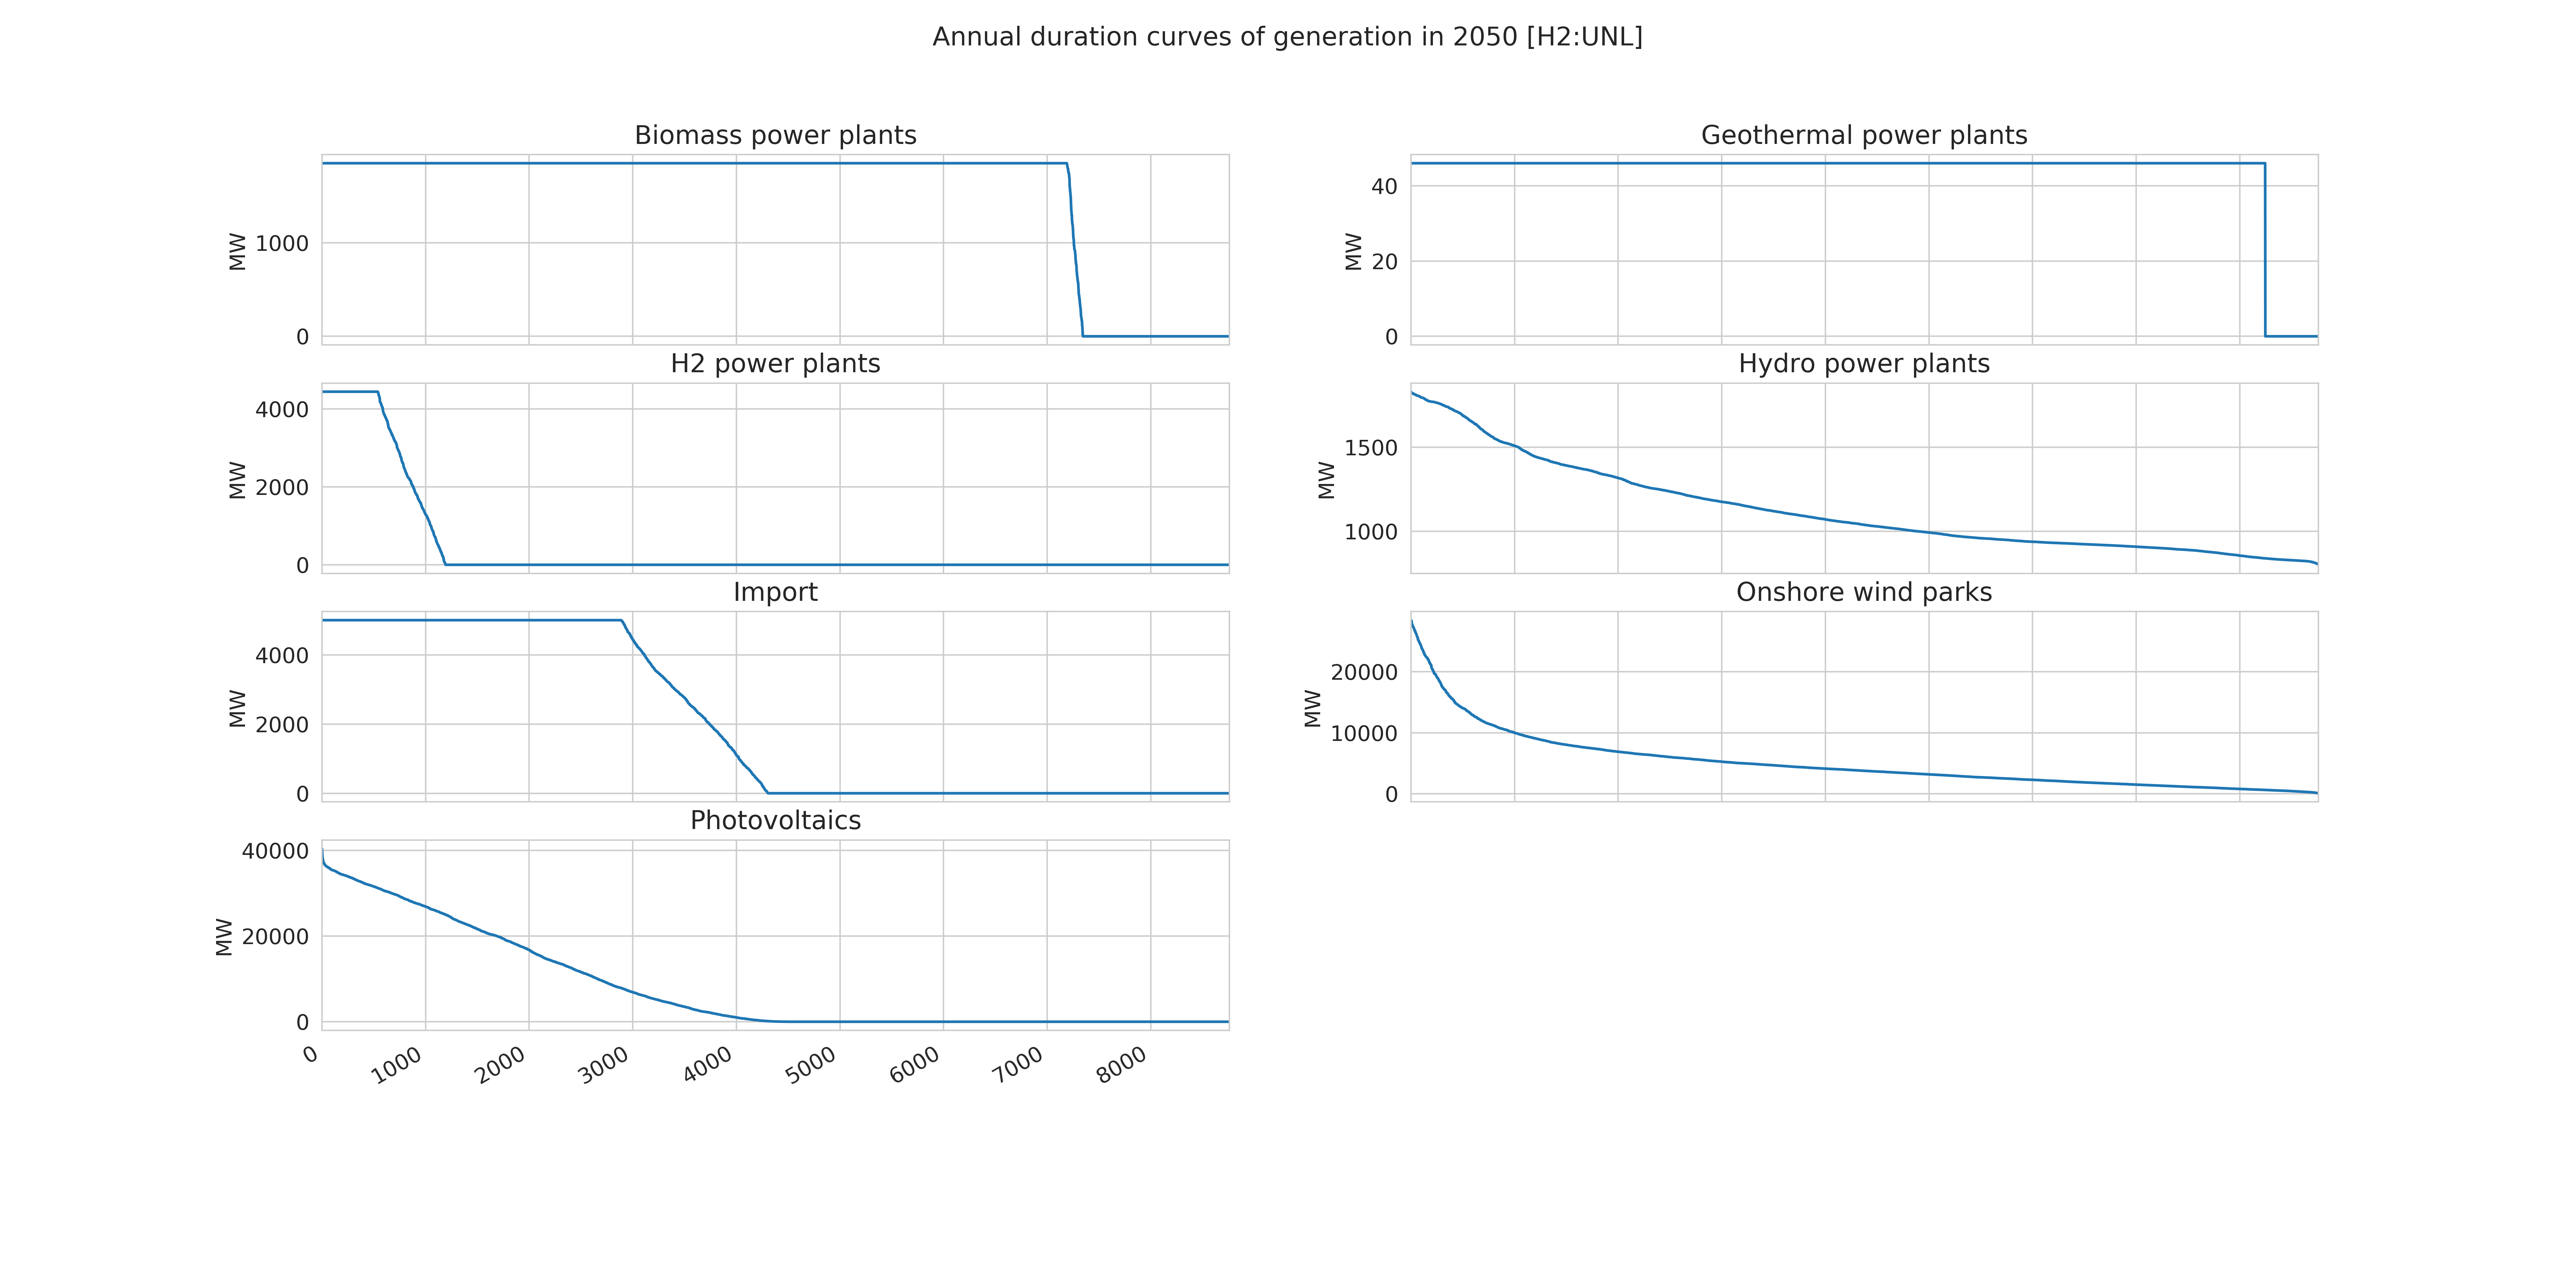 Annual duration curves of generation in 2050 [H2:UNL]
Biomass power plants
MW
1000
0
Geothermal power plants
MW
40
20
0
H2 power plants
MW
4000
2000
0
Hydro power plants
MW
1500
1000
Import
MW
4000
2000
0
Onshore wind parks
MW
20000
10000
0
Photovoltaics
MW
40000
20000
0
0 1000 2000 3000 4000 5000 6000 7000 8000